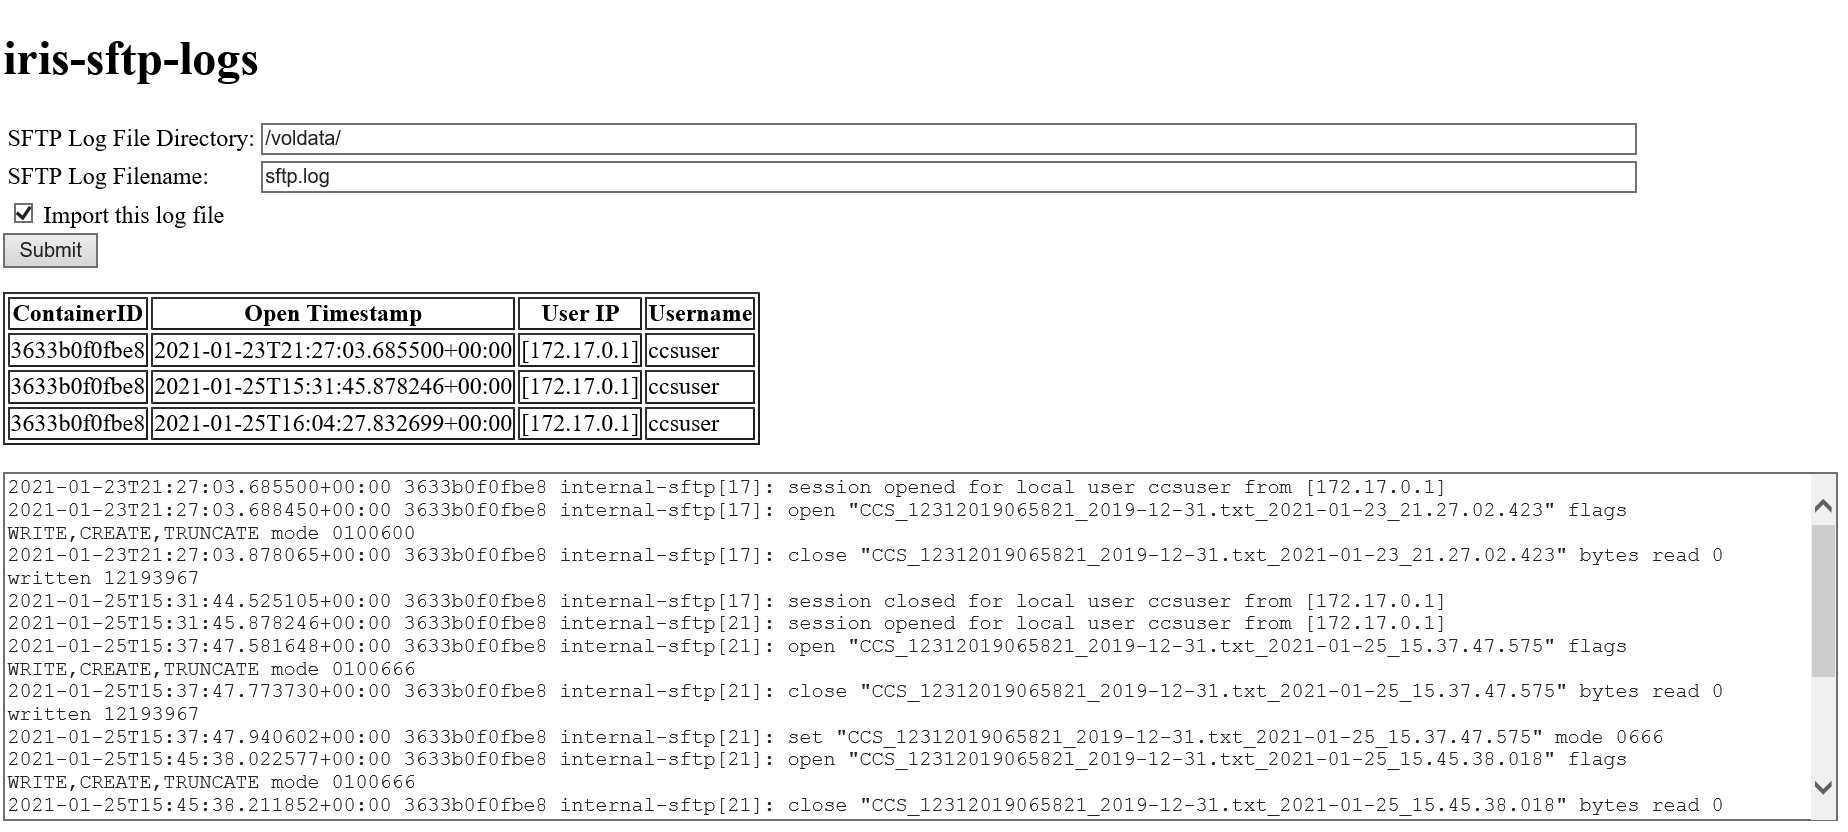 iris-sftp-logs
SFTP Log File Directory: /voldata/
SFTP Log Filename: sftp.log
Import this log file
Submit
ContainerID Open Timestamp User IP Username
3633b0f0fbe8 2021-01-23T21:27:03.685500+00:00 [172.17.0.1] ccsuser
3633b0f0fbe8 2021-01-25T15:31:45.878246+00:00 [172.17.0.1] ccsuser
3633b0f0fbe8 2021-01-25T16:04:27.832699+00:00 [172.17.0.1] ccsuser
2021-01-23T21:27:03.685500+00:00 3633b0f0fbe8 internal-sftp[17]: session opened for local user ccsuser from [172.17.0.1]
2021-01-23T21:27:03.688450+00:00 3633b0f0fbe8 internal-sftp[17]: open "CCS_12312019065821_2019-12-31.txt_2021-01-23_21.27.02.423" flags
WRITE,CREATE,TRUNCATE mode 0100600
2021-01-23T21:27:03.878065+00:00 3633b0f0fbe8 internal-sftp[17]: close "CCS_12312019065821_2019-12-31.txt_2021-01-23_21.27.02.423" bytes read 0
written 12193967
2021-01-25T15:31:44.525105+00:00 3633b0f0fbe8 internal-sftp[17]: session closed for local user ccsuser from [172.17.0.1]
2021-01-25T15:31:45.878246+00:00 3633b0f0fbe8 internal-sftp[21]: session opened for local user ccsuser from [172.17.0.1]
2021-01-25T15:37:47.581648+00:00 3633b0f0fbe8 internal-sftp[21]: open "CCS_12312019065821_2019-12-31.txt_2021-01-25_15.37.47.575" flags
WRITE,CREATE,TRUNCATE mode 0100666
2021-01-25T15:37:47.773730+00:00 3633b0f0fbe8 internal-sftp[21]: close "CCS_12312019065821_2019-12-31.txt_2021-01-25_15.37.47.575" bytes read 0
written 12193967
2021-01-25T15:37:47.940602+00:00 3633b0f0fbe8 internal-sftp[21]: set "CCS_12312019065821_2019-12-31.txt_2021-01-25_15.37.47.575" mode 0666
2021-01-25T15:45:38.022577+00:00 3633b0f0fbe8 internal-sftp[21]: open "CCS_12312019065821_2019-12-31.txt_2021-01-25_15.45.38.018" flags
WRITE,CREATE,TRUNCATE mode 0100666
2021-01-25T15:45:38.211852+00:00 3633b0f0fbe8 internal-sftp[21]: close "CCS_12312019065821_2019-12-31.txt_2021-01-25_15.45.38.018" bytes read 0